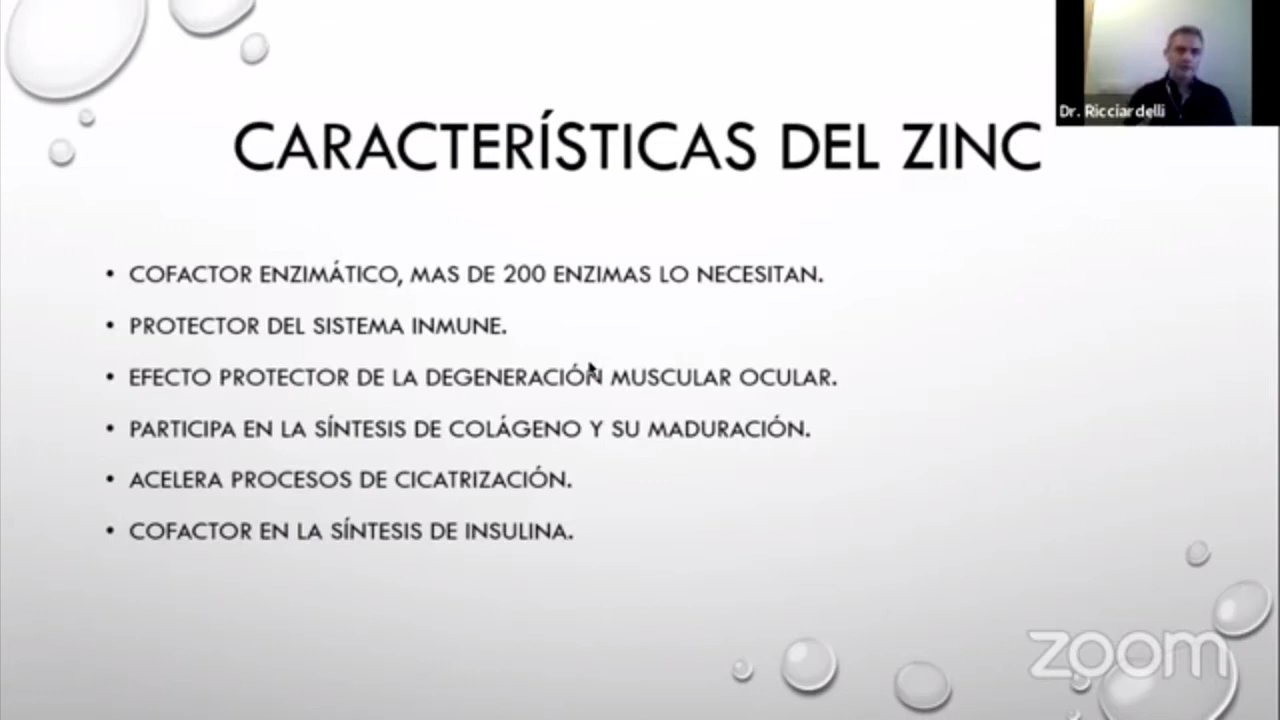 Dr. Ricciardelli
CARACTERÍSTICAS DEL ZINC
• COFACTOR ENZIMÁTICO, MAS DE 200 ENZIMAS LO NECESITAN.
• PROTECTOR DEL SISTEMA INMUNE.
• EFECTO PROTECTOR DE LA DEGENERACIÓN MUSCULAR OCULAR.
• PARTICIPA EN LA SÍNTESIS DE COLÁGENO Y SU MADURACIÓN.
• ACELERA PROCESOS DE CICATRIZACIÓN.
• COFACTOR EN LA SÍNTESIS DE INSULINA.
zoom